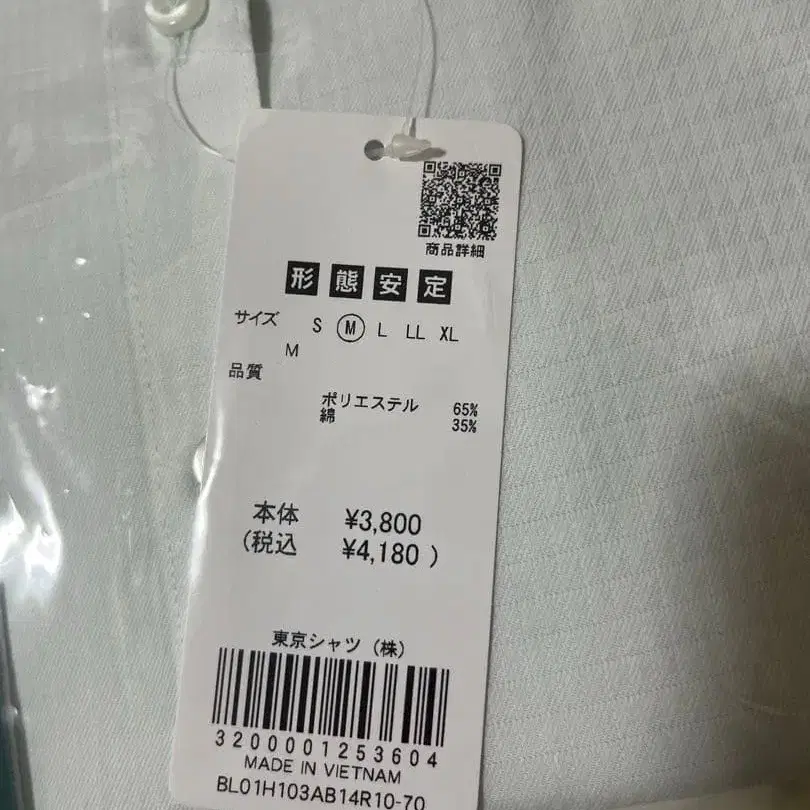 商品詳細
形態安定
サイズ S M L LL XL
M
品質
ポリエステル 65%
綿 35%
本体 ¥3,800
(税込 ¥4,180)
東京シャツ(株)
3200001253604
MADE IN VIETNAM
BL01H103AB14R10-70